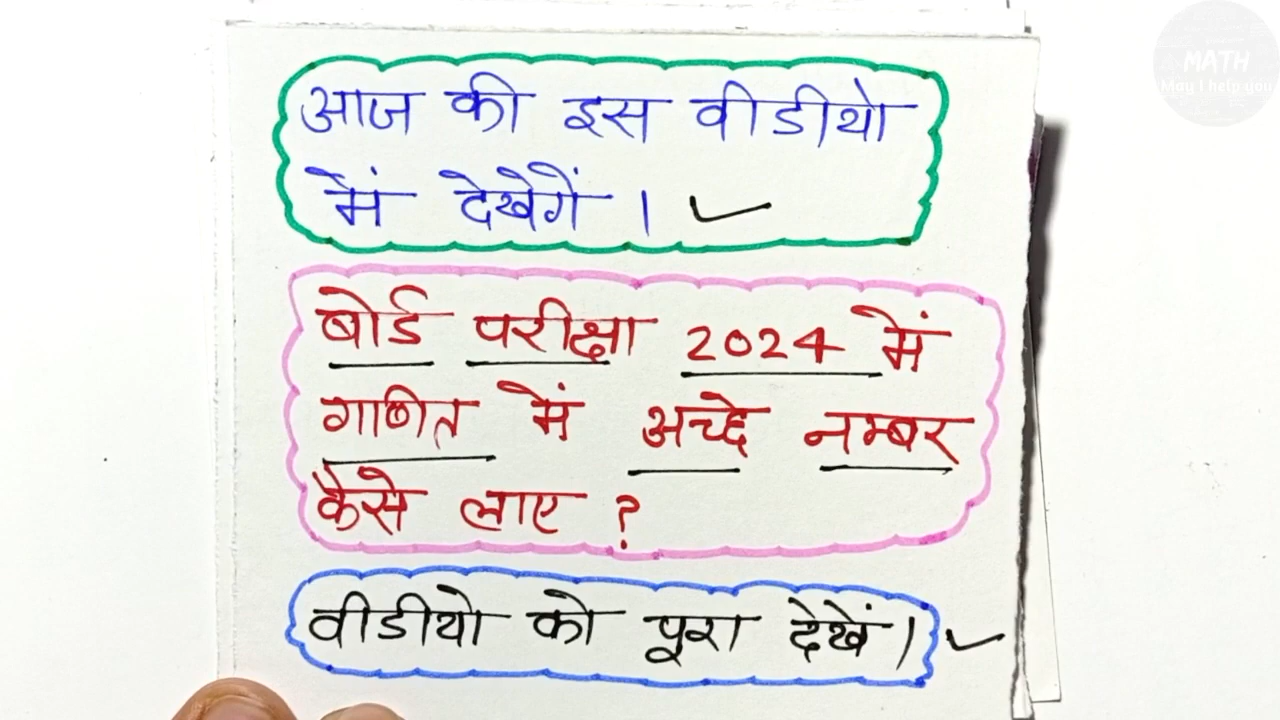 आज की इस वीडीयो
में देखेगें ।
बोर्ड परीक्षा 2024 में
गणित में अच्छे नम्बर
कैसे लाए ?
वीडीयो को पूरा देखें ।
MATH
May I help you